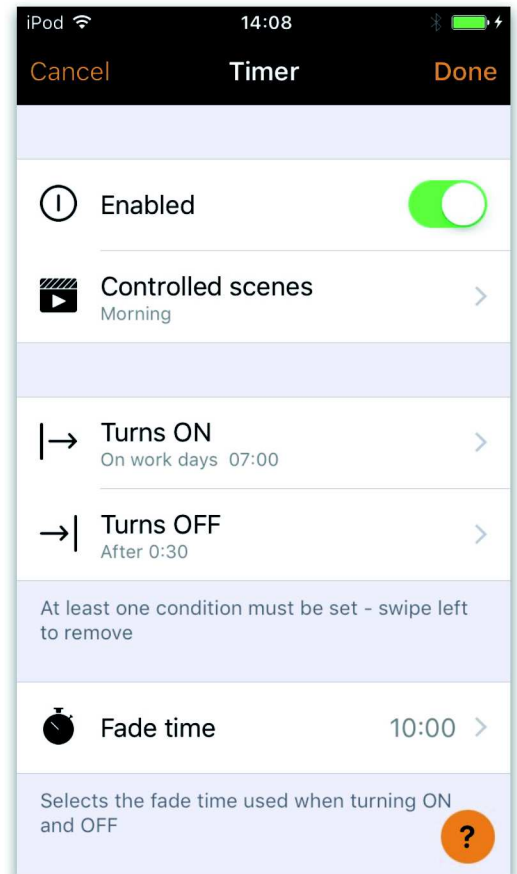 iPod 14:08
Cancel Timer Done
Enabled
Controlled scenes
Morning
Turns ON
On work days 07:00
Turns OFF
After 0:30
At least one condition must be set - swipe left
to remove
Fade time 10:00
Selects the fade time used when turning ON
and OFF
?